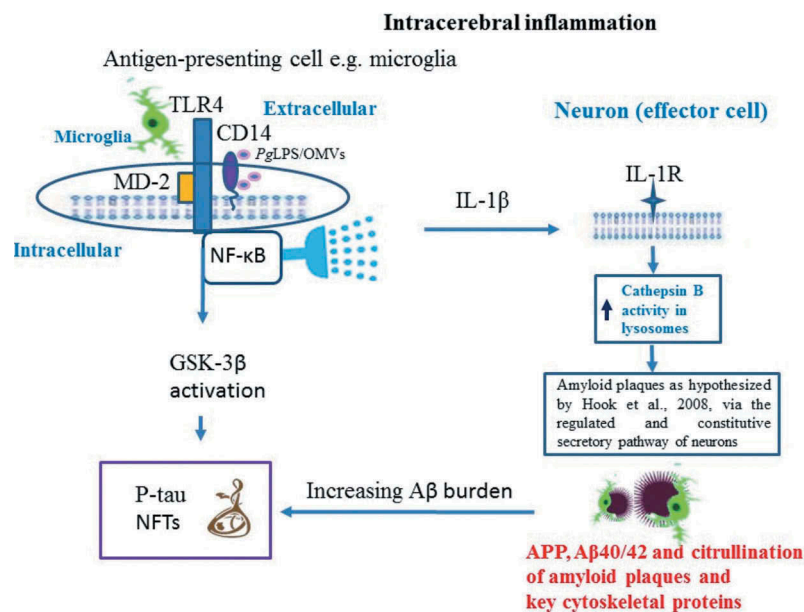 Intracerebral inflammation
Antigen-presenting cell e.g. microglia
TLR4
Extracellular
Microglia
CD14
PgLPS/OMVs
MD-2
Intracellular
NF-κB
GSK-3β
activation
P-tau
NFTs
IL-1β
Neuron (effector cell)
IL-1R
Cathepsin B
activity in
lysosomes
Amyloid plaques as hypothesized
by Hook et al., 2008, via the
regulated and constitutive
secretory pathway of neurons
Increasing Aβ burden
APP, Aβ40/42 and citrullination
of amyloid plaques and
key cytoskeletal proteins